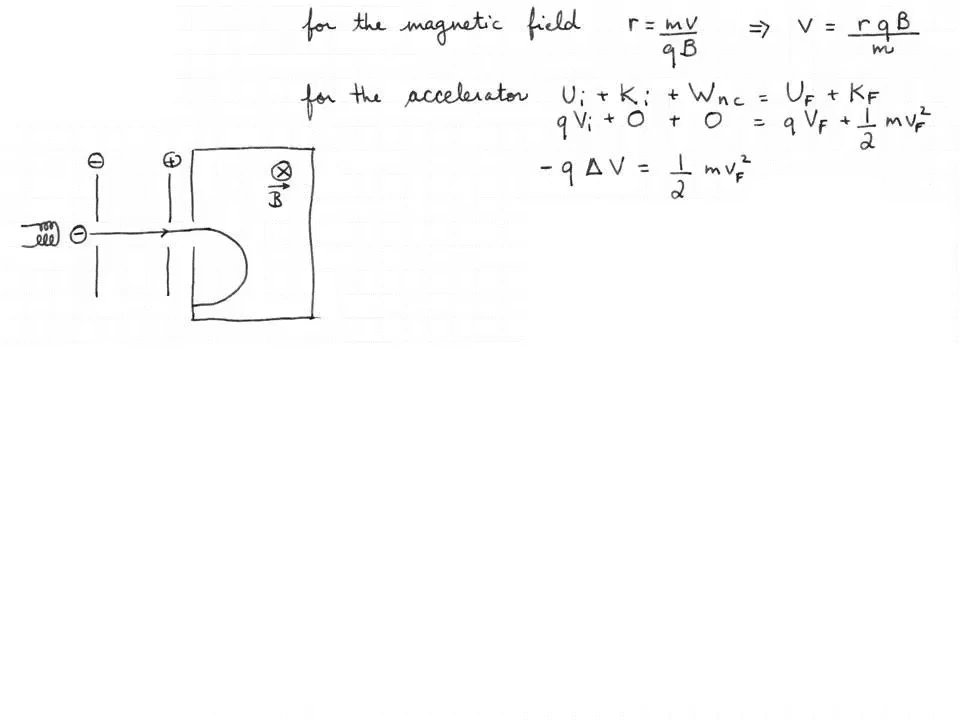 for the magnetic field r = mv/qB ⇒ v = rqB/m
for the accelerator Ui + Ki + Wnc = UF + KF
qVi + 0 + 0 = qVF + 1/2 mvF²
- q ΔV = 1/2 mvF²
⊖ ⊕ ⊗
B⃗
⊖